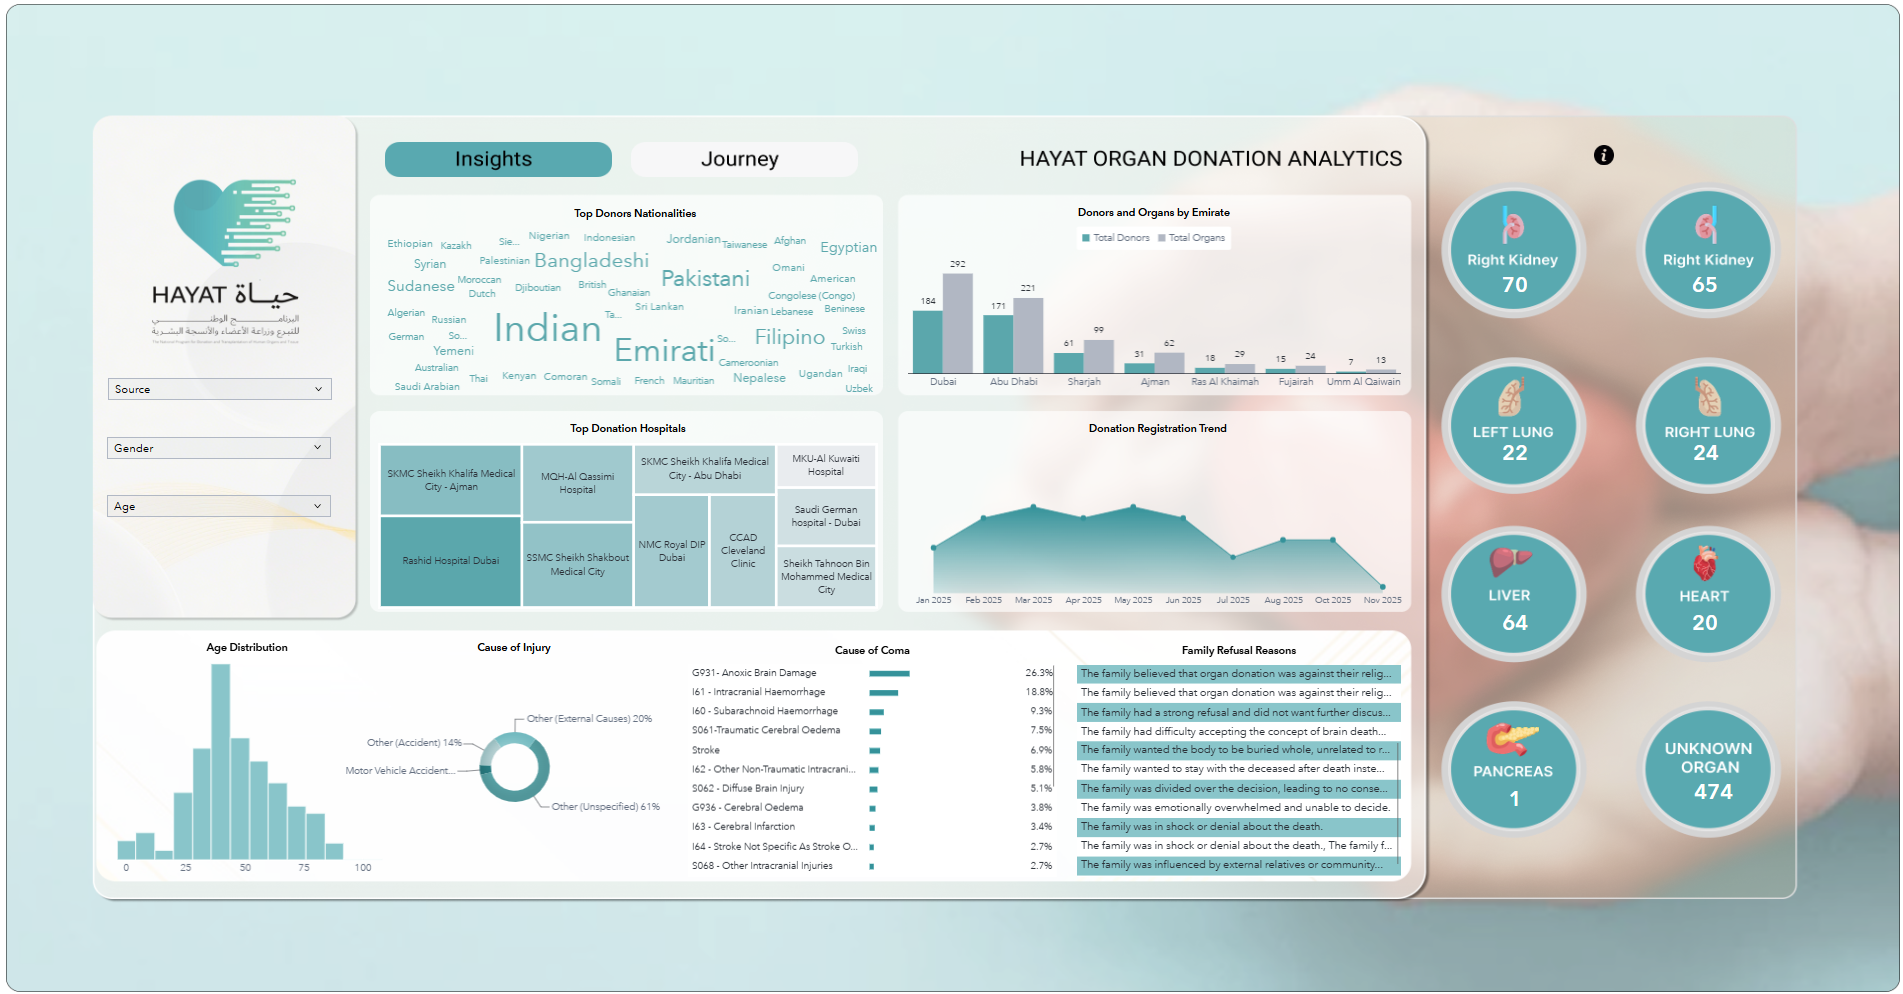 HAYAT حياة
البرنامج الوطني
للتبرع وزراعة الأعضاء والأنسجة البشرية
The National Program for Donation and Transplantation of Human Organs and Tissue
Source
Gender
Age
Insights
Journey
HAYAT ORGAN DONATION ANALYTICS
Top Donors Nationalities
Ethiopian
Kazakh
Sie...
Nigerian
Indonesian
Jordanian
Taiwanese
Afghan
Egyptian
Syrian
Palestinian
Bangladeshi
Pakistani
Omani
American
Sudanese
Moroccan
Dutch
Djiboutian
British
Ghanaian
Congolese (Congo)
Algerian
Russian
Ta...
Sri Lankan
Iranian
Lebanese
Beninese
German
So...
Indian
Emirati
So...
Filipino
Swiss
Turkish
Yemeni
Cameroonian
Australian
Saudi Arabian
Thai
Kenyan
Comoran
Somali
French
Mauritian
Nepalese
Ugandan
Iraqi
Uzbek
Donors and Organs by Emirate
Total Donors
Total Organs
184
292
171
221
61
99
31
62
18
29
15
24
7
13
Dubai
Abu Dhabi
Sharjah
Ajman
Ras Al Khaimah
Fujairah
Umm Al Qaiwain
Top Donation Hospitals
SKMC Sheikh Khalifa Medical
City - Ajman
Rashid Hospital Dubai
MQH-Al Qassimi
Hospital
SSMC Sheikh Shakbout
Medical City
SKMC Sheikh Khalifa Medical
City - Abu Dhabi
NMC Royal DIP
Dubai
CCAD
Cleveland
Clinic
MKU-Al Kuwaiti
Hospital
Saudi German
hospital - Dubai
Sheikh Tahnoon Bin
Mohammed Medical
City
Donation Registration Trend
Jan 2025
Feb 2025
Mar 2025
Apr 2025
May 2025
Jun 2025
Jul 2025
Aug 2025
Oct 2025
Nov 2025
Age Distribution
0
25
50
75
100
Cause of Injury
Other (External Causes) 20%
Other (Accident) 14%
Motor Vehicle Accident...
Other (Unspecified) 61%
Cause of Coma
G931- Anoxic Brain Damage 26.3%
I61 - Intracranial Haemorrhage 18.8%
I60 - Subarachnoid Haemorrhage 9.3%
S061-Traumatic Cerebral Oedema 7.5%
Stroke 6.9%
I62 - Other Non-Traumatic Intracrani... 5.8%
S062 - Diffuse Brain Injury 5.1%
G936 - Cerebral Oedema 3.8%
I63 - Cerebral Infarction 3.4%
I64 - Stroke Not Specific As Stroke O... 2.7%
S068 - Other Intracranial Injuries 2.7%
Family Refusal Reasons
The family believed that organ donation was against their relig...
The family believed that organ donation was against their relig...
The family had a strong refusal and did not want further discus...
The family had difficulty accepting the concept of brain death...
The family wanted the body to be buried whole, unrelated to r...
The family wanted to stay with the deceased after death inste...
The family was divided over the decision, leading to no conse...
The family was emotionally overwhelmed and unable to decide.
The family was in shock or denial about the death.
The family was in shock or denial about the death., The family f...
The family was influenced by external relatives or community...
i
Right Kidney
70
Right Kidney
65
LEFT LUNG
22
RIGHT LUNG
24
LIVER
64
HEART
20
PANCREAS
1
UNKNOWN
ORGAN
474